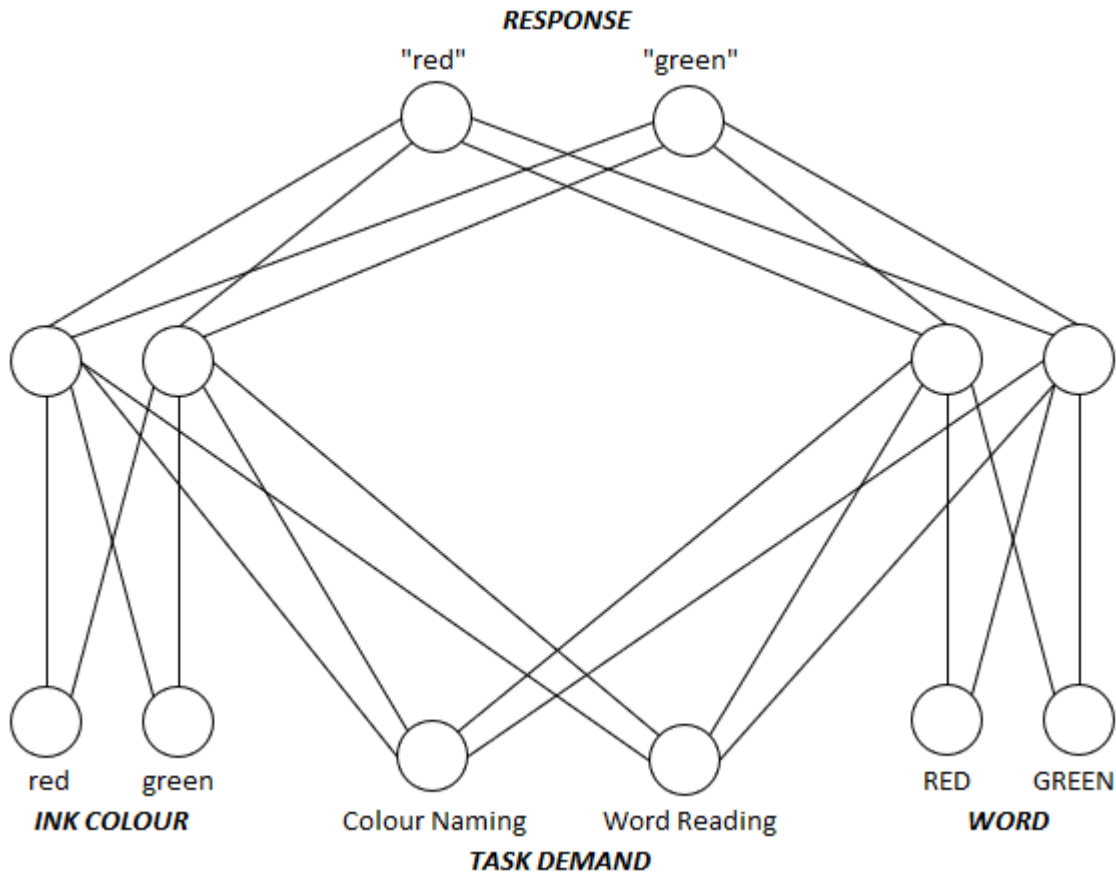 RESPONSE
"red" "green"
red green Colour Naming Word Reading RED GREEN
INK COLOUR TASK DEMAND WORD